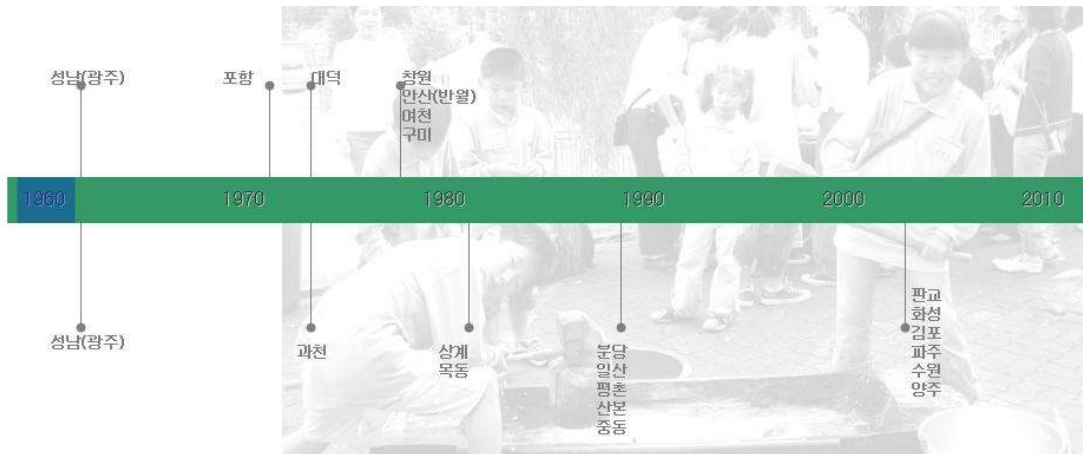 성남(광주)
포항
대덕
창원
안산(반월)
여천
구미
1960
1970
1980
1990
2000
2010
성남(광주)
과천
상계
목동
분당
일산
평촌
산본
중동
판교
화성
김포
파주
수원
양주